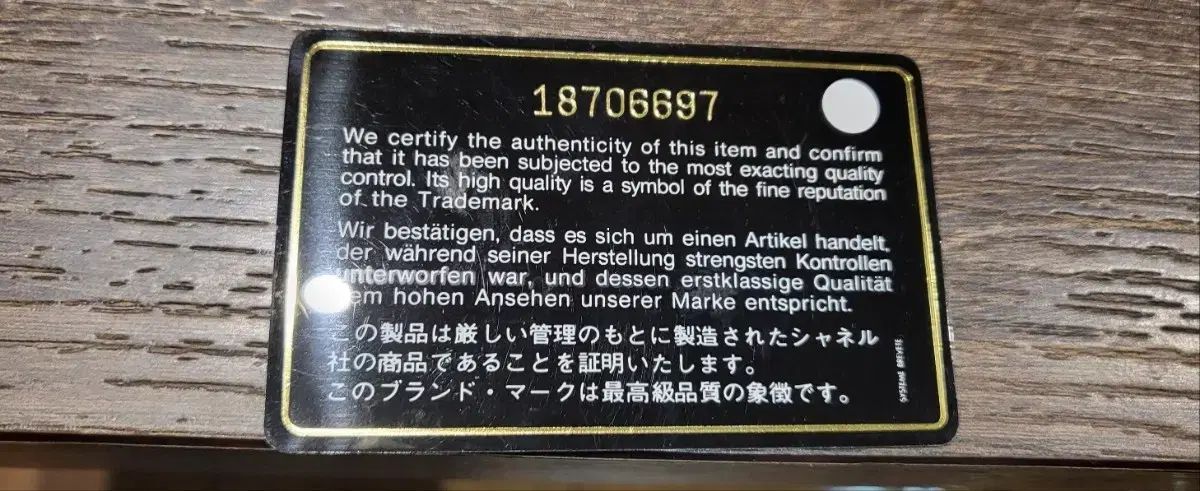 18706697
We certify the authenticity of this item and confirm
that it has been subjected to the most exacting quality
control. Its high quality is a symbol of the fine reputation
of the Trademark.
Wir bestätigen, dass es sich um einen Artikel handelt,
der während seiner Herstellung strengsten Kontrollen
unterworfen war, und dessen erstklassige Qualität
hohen Ansehen unserer Marke entspricht.
この製品は厳しい管理のもとに製造されたシャネル
社の商品であることを証明いたします。
このブランド・マークは最高級品質の象徴です。
SYSTEME BREVETE